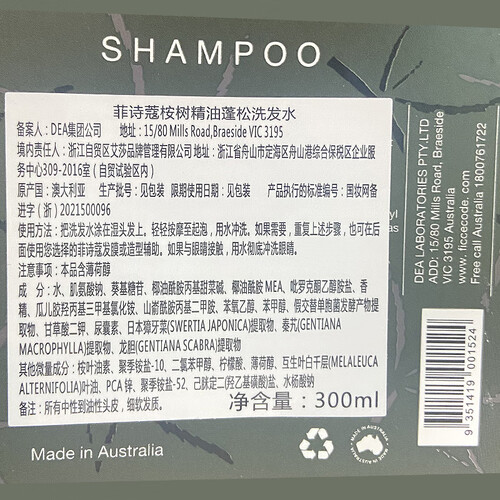 SHAMPOO
菲诗蔻桉树精油蓬松洗发水
备案人：DEA集团公司 地址：15/80 Mills Road,Braeside VIC 3195
境内责任人：浙江自贸区艾莎品牌管理有限公司 地址：浙江省舟山市定海区舟山港综合保税区企业服
务中心309-2016室（自贸试验区内）
原产国：澳大利亚 生产批号：见包装 限期使用日期：见包装 产品执行的标准编号：国妆网备
进字（浙）2021500096
使用方法：把洗发水涂在湿头发上，轻轻按摩至起泡，用水冲洗。如果需要，重复上述步骤，也可在后
面使用您选择的菲诗蔻发膜或造型辅助。如果与眼睛接触，用水彻底冲洗眼睛。
注意事项：本品含薄荷醇
成 分：水、肌氨酸钠、葵基糖苷、椰油酰胺丙基甜菜碱、椰油酰胺 MEA、吡罗克酮乙醇胺盐、香
精、瓜儿胶羟丙基三甲基氯化铵、山嵛酰胺丙基二甲胺、苯氧乙醇、苯甲醇、假交替单胞菌发酵产物提
取物、甘草酸二钾、尿囊素、日本獐牙菜(SWERTIA JAPONICA)提取物、秦艽(GENTIANA
MACROPHYLLA)提取物、龙胆(GENTIANA SCABRA)提取物
其他微成分：桉叶油素、聚季铵盐-10、二氯苯甲醇、柠檬酸、薄荷醇、互生叶白千层(MELALEUCA
ALTERNIFOLIA)叶油、PCA 锌、聚季铵盐-52、己脒定二(羟乙基磺酸)盐、水杨酸钠
备注：所有中性到油性头皮，细软发质。 净含量：300ml
Made in Australia
DEA LABORATORIES PTY.LTD
ADD: 15/80 Mills Road, Braeside
VIC 3195 Australia
www. ficcecode. com
Free call Australia 1800761722
9 351419 001524